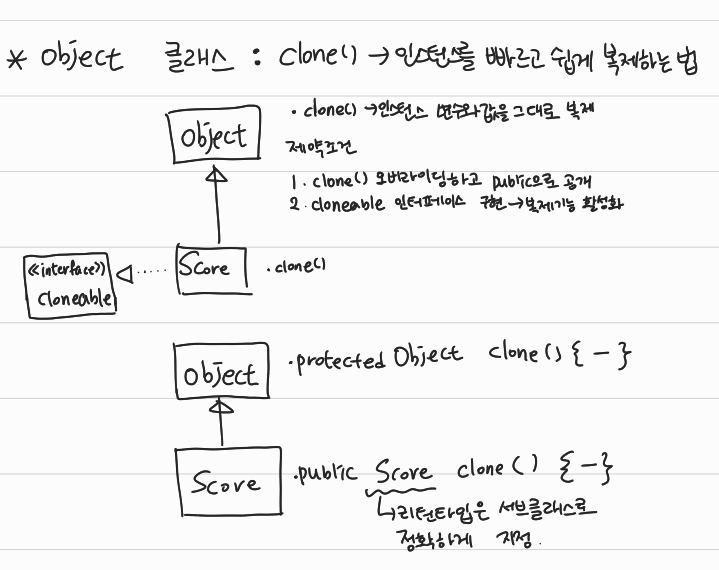 * Object 클래스 : Clone() → 인스턴스를 빠르고 쉽게 복제하는 법
Object
· clone() → 인스턴스 변수와 값을 그대로 복제
제약조건
1. clone() 오버라이딩하고 public으로 공개
2. cloneable 인터페이스 구현 → 복제기능 활성화
<<interface>>
Cloneable
Score
· clone()
Object
· protected Object clone() { - }
Score
· public Score clone() { - }
↳ 리턴타입은 서브클래스로
정확하게 지정.